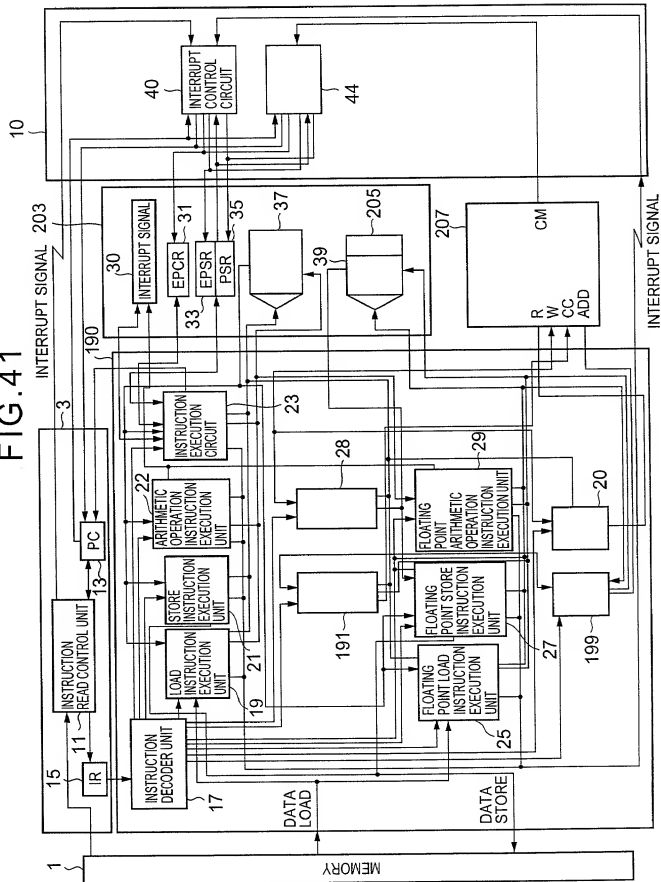 FIG.41
1
MEMORY
DATA
LOAD
DATA
STORE
3
INTERRUPT SIGNAL
15
IR
11
INSTRUCTION
READ CONTROL UNIT
13
PC
190
INSTRUCTION
DECODER UNIT
17
LOAD
INSTRUCTION
EXECUTION
UNIT
19
STORE
INSTRUCTION
EXECUTION
UNIT
21
22
ARITHMETIC
OPERATION
INSTRUCTION
EXECUTION
UNIT
INSTRUCTION
EXECUTION
CIRCUIT
23
191
28
FLOATING
POINT LOAD
INSTRUCTION
EXECUTION
UNIT
25
FLOATING
POINT STORE
INSTRUCTION
EXECUTION
UNIT
27
FLOATING
POINT
ARITHMETIC
OPERATION
INSTRUCTION
EXECUTION UNIT
29
199
20
203
30
INTERRUPT SIGNAL
EPCR
31
33
EPSR
PSR
35
37
39
205
207
R
W
CC
ADD
CM
10
40
INTERRUPT
CONTROL
CIRCUIT
44
INTERRUPT SIGNAL